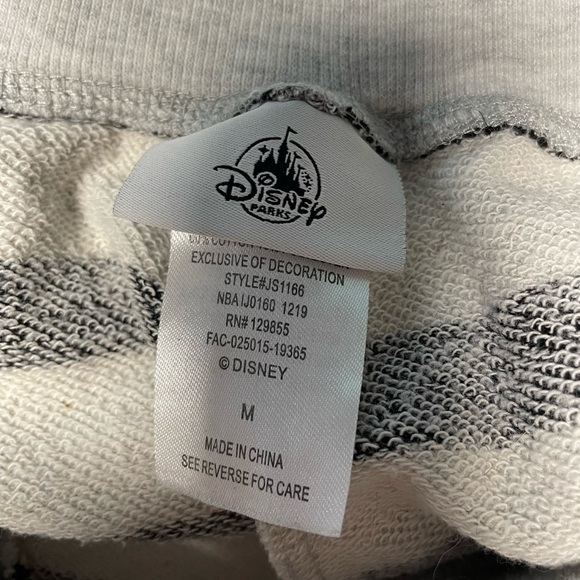 Disney
PARKS
COTTON
EXCLUSIVE OF DECORATION
STYLE#JS1166
NBAIJ0160 1219
RN# 129855
FAC-025015-19365
© DISNEY
M
MADE IN CHINA
SEE REVERSE FOR CARE